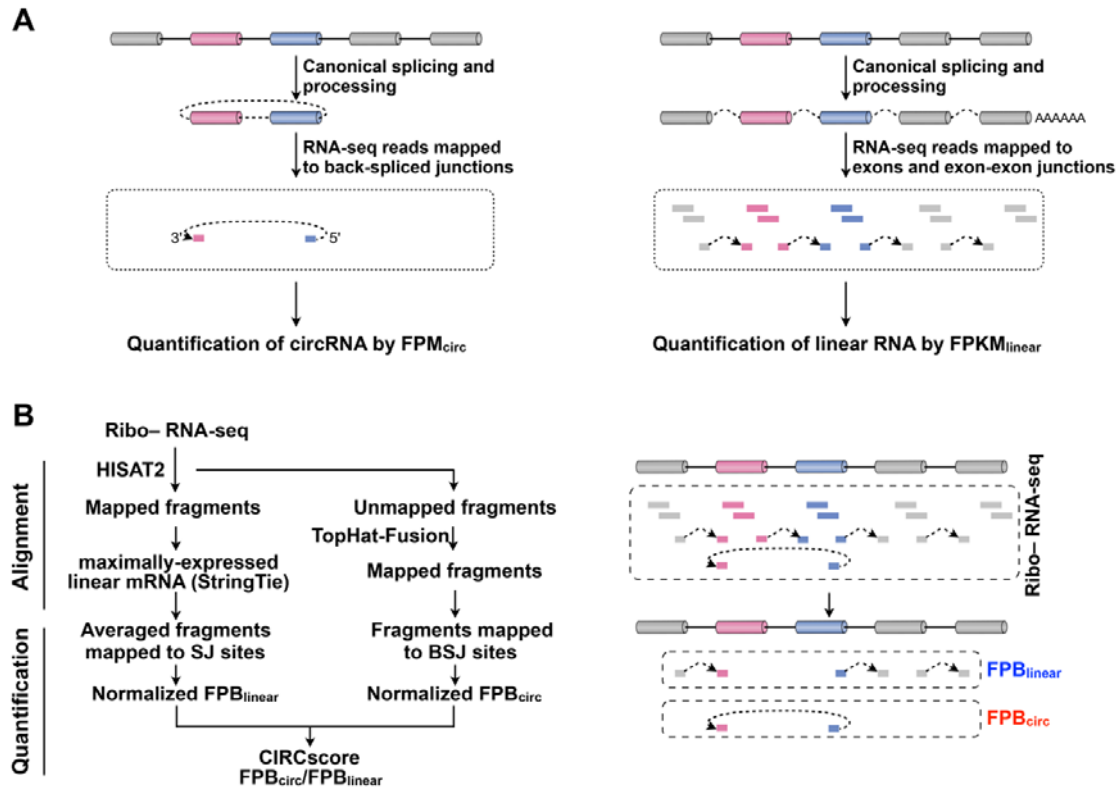 A
Canonical splicing and
processing
RNA-seq reads mapped
to back-spliced junctions
3'
5'
Quantification of circRNA by FPMcirc
Canonical splicing and
processing
AAAAAA
RNA-seq reads mapped to
exons and exon-exon junctions
Quantification of linear RNA by FPKMlinear
B
Alignment
Quantification
Ribo– RNA-seq
HISAT2
Mapped fragments
Unmapped fragments
TopHat-Fusion
maximally-expressed
linear mRNA (StringTie)
Mapped fragments
Averaged fragments
mapped to SJ sites
Fragments mapped
to BSJ sites
Normalized FPBlinear
Normalized FPBcirc
CIRCscore
FPBcirc/FPBlinear
Ribo– RNA-seq
FPBlinear
FPBcirc